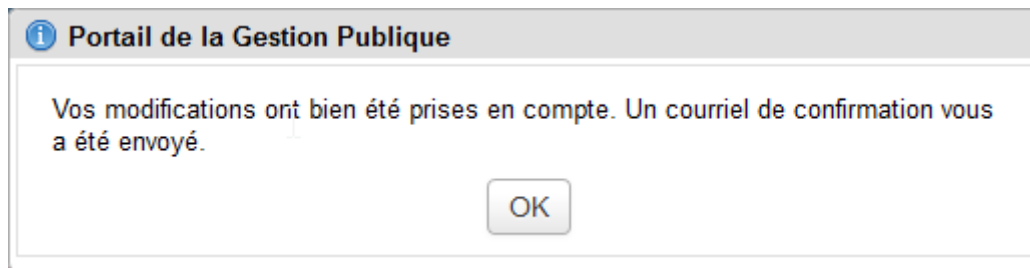 Portail de la Gestion Publique
Vos modifications ont bien été prises en compte. Un courriel de confirmation vous
a été envoyé.
OK